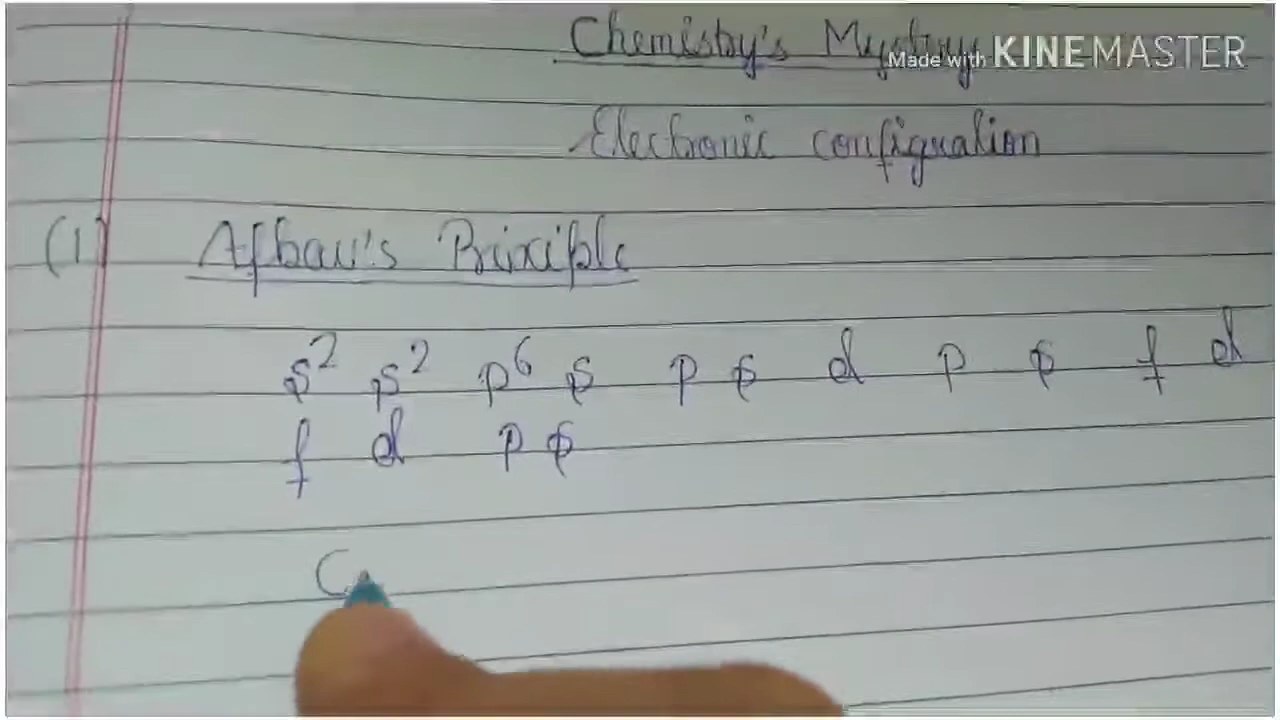 Chemistry's Mystery
Made with KINEMASTER
Electronic configuration
(1) Afbau's Principle
s² s² p⁶ s p s d p s f d
f d p s
C